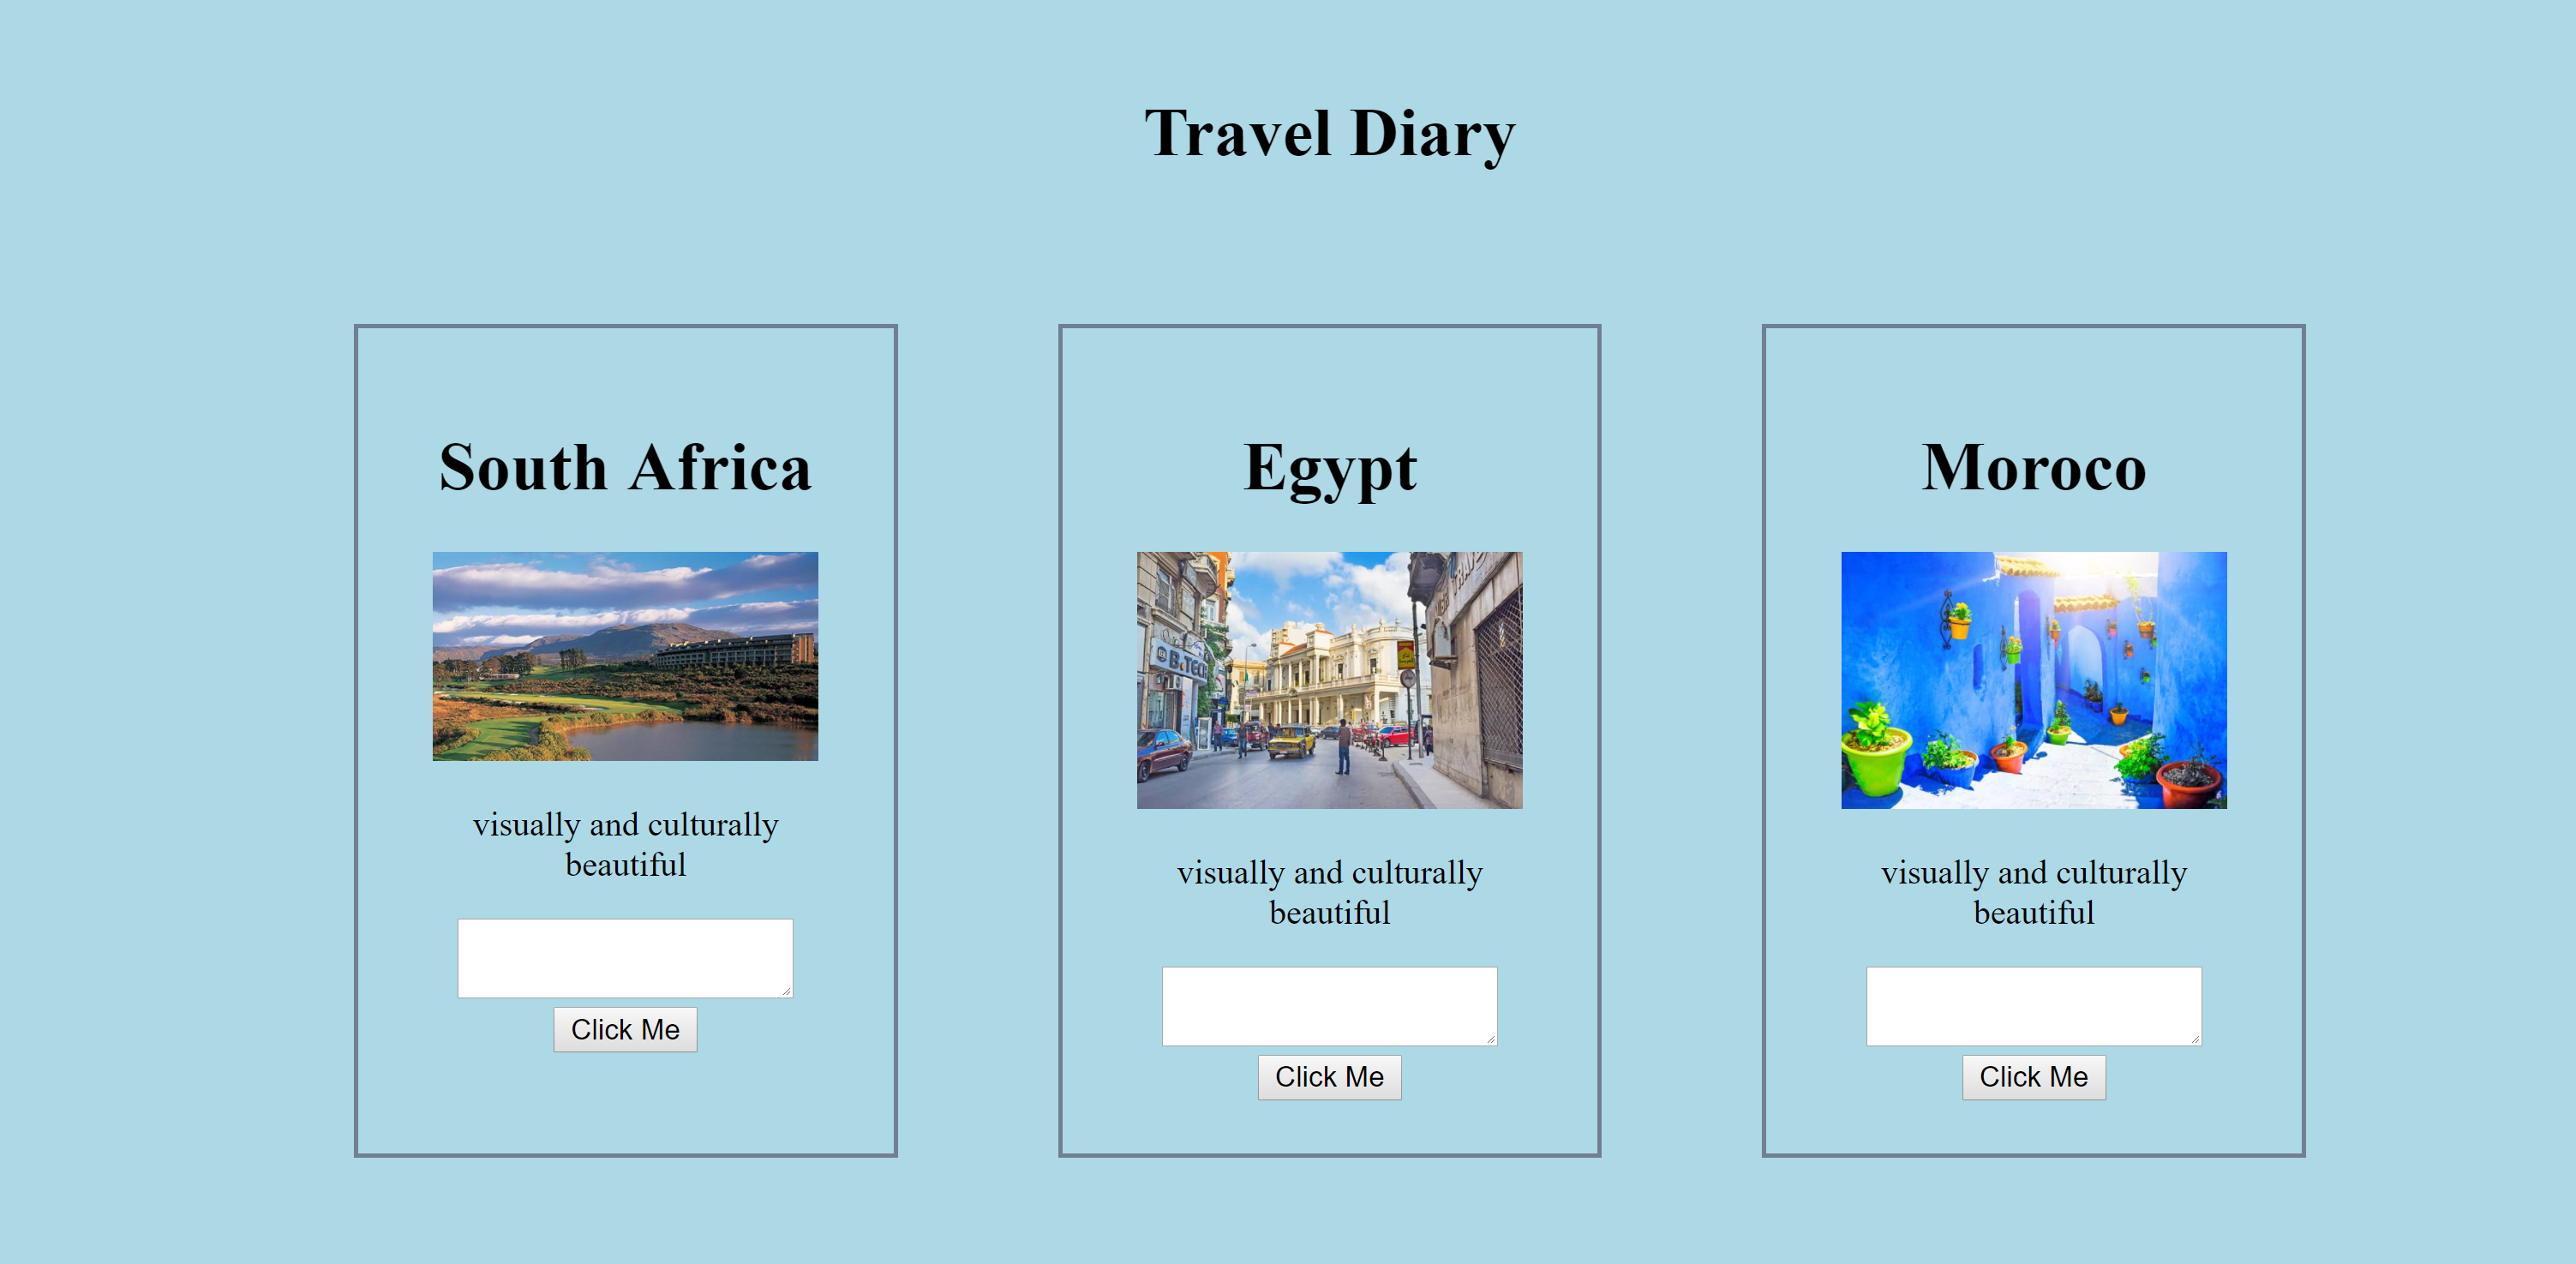 Travel Diary
South Africa
visually and culturally
beautiful
Click Me
Egypt
B.TECH
visually and culturally
beautiful
Click Me
Moroco
visually and culturally
beautiful
Click Me